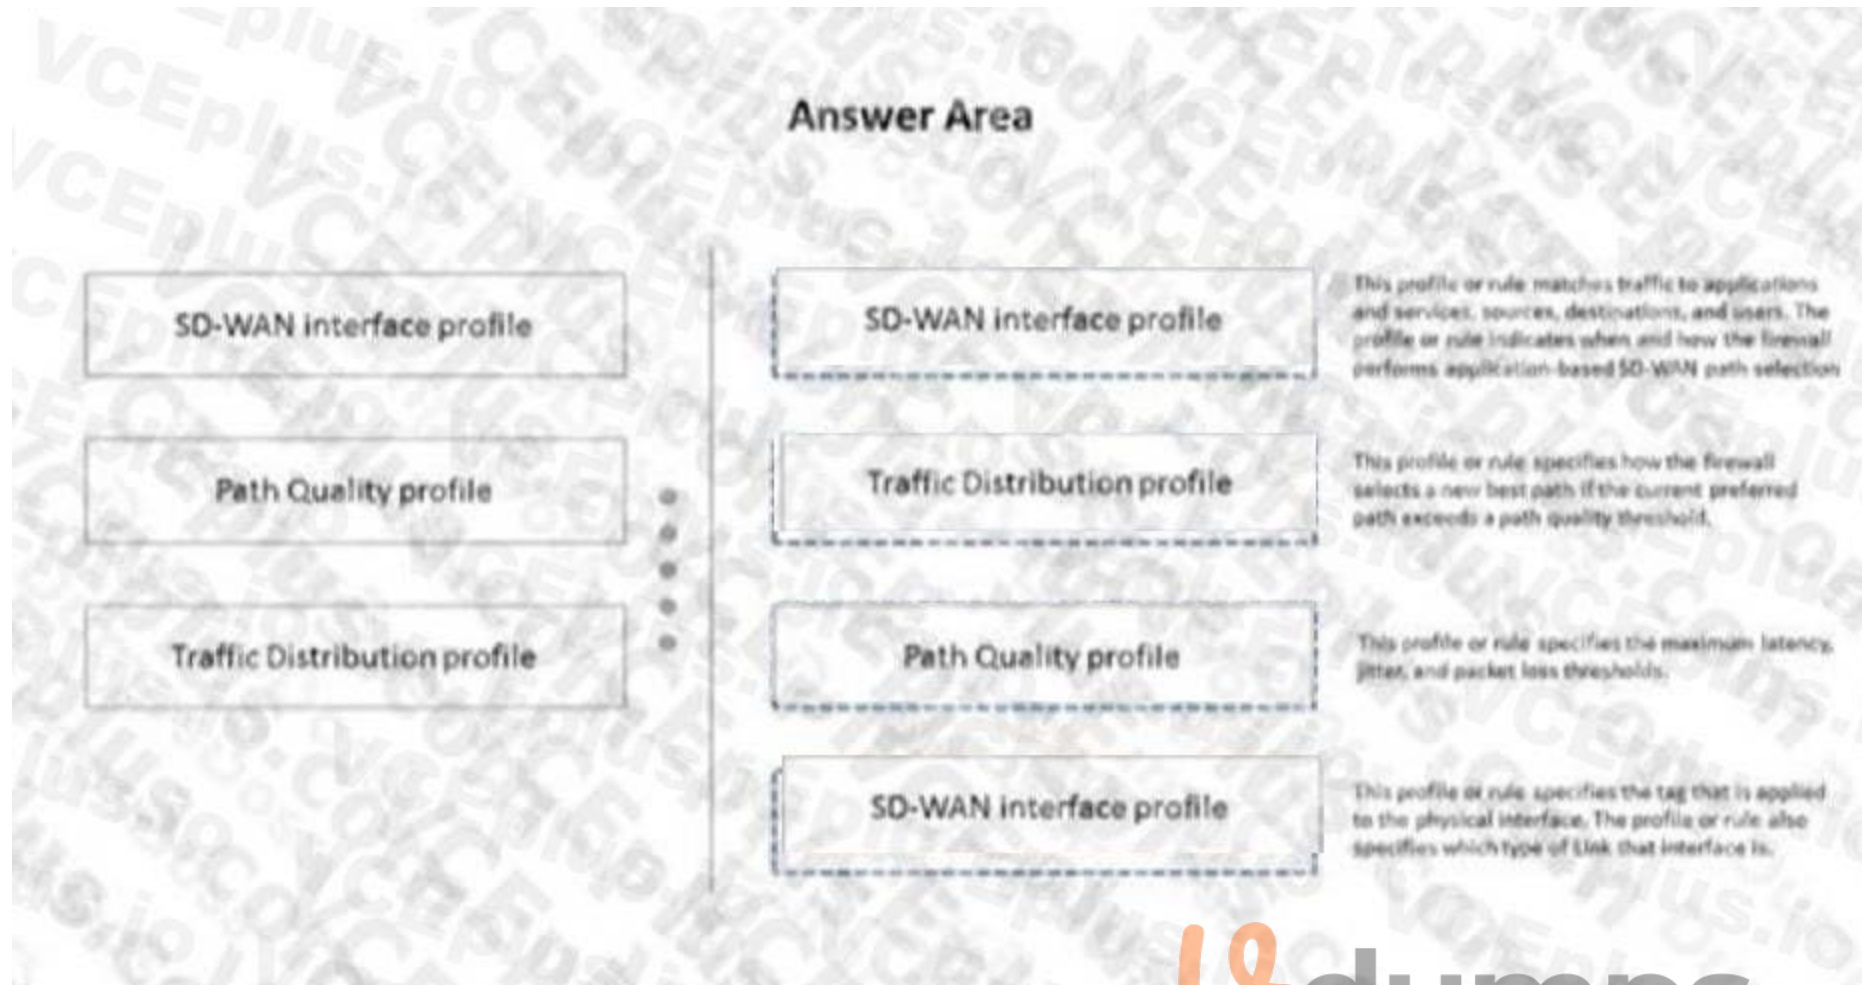 Answer Area
SD-WAN interface profile
Path Quality profile
Traffic Distribution profile
SD-WAN interface profile
This profile or rule matches traffic to applications
and services, sources, destinations, and users. The
profile or rule indicates when and how the firewall
performs application-based SD-WAN path selection
Traffic Distribution profile
This profile or rule specifies how the firewall
selects a new best path if the current preferred
path exceeds a path quality threshold.
Path Quality profile
This profile or rule specifies the maximum latency,
jitter, and packet loss thresholds.
SD-WAN interface profile
This profile or rule specifies the tag that is applied
to the physical interface. The profile or rule also
specifies which type of Link that interface is.
VCEplus.io
dumps